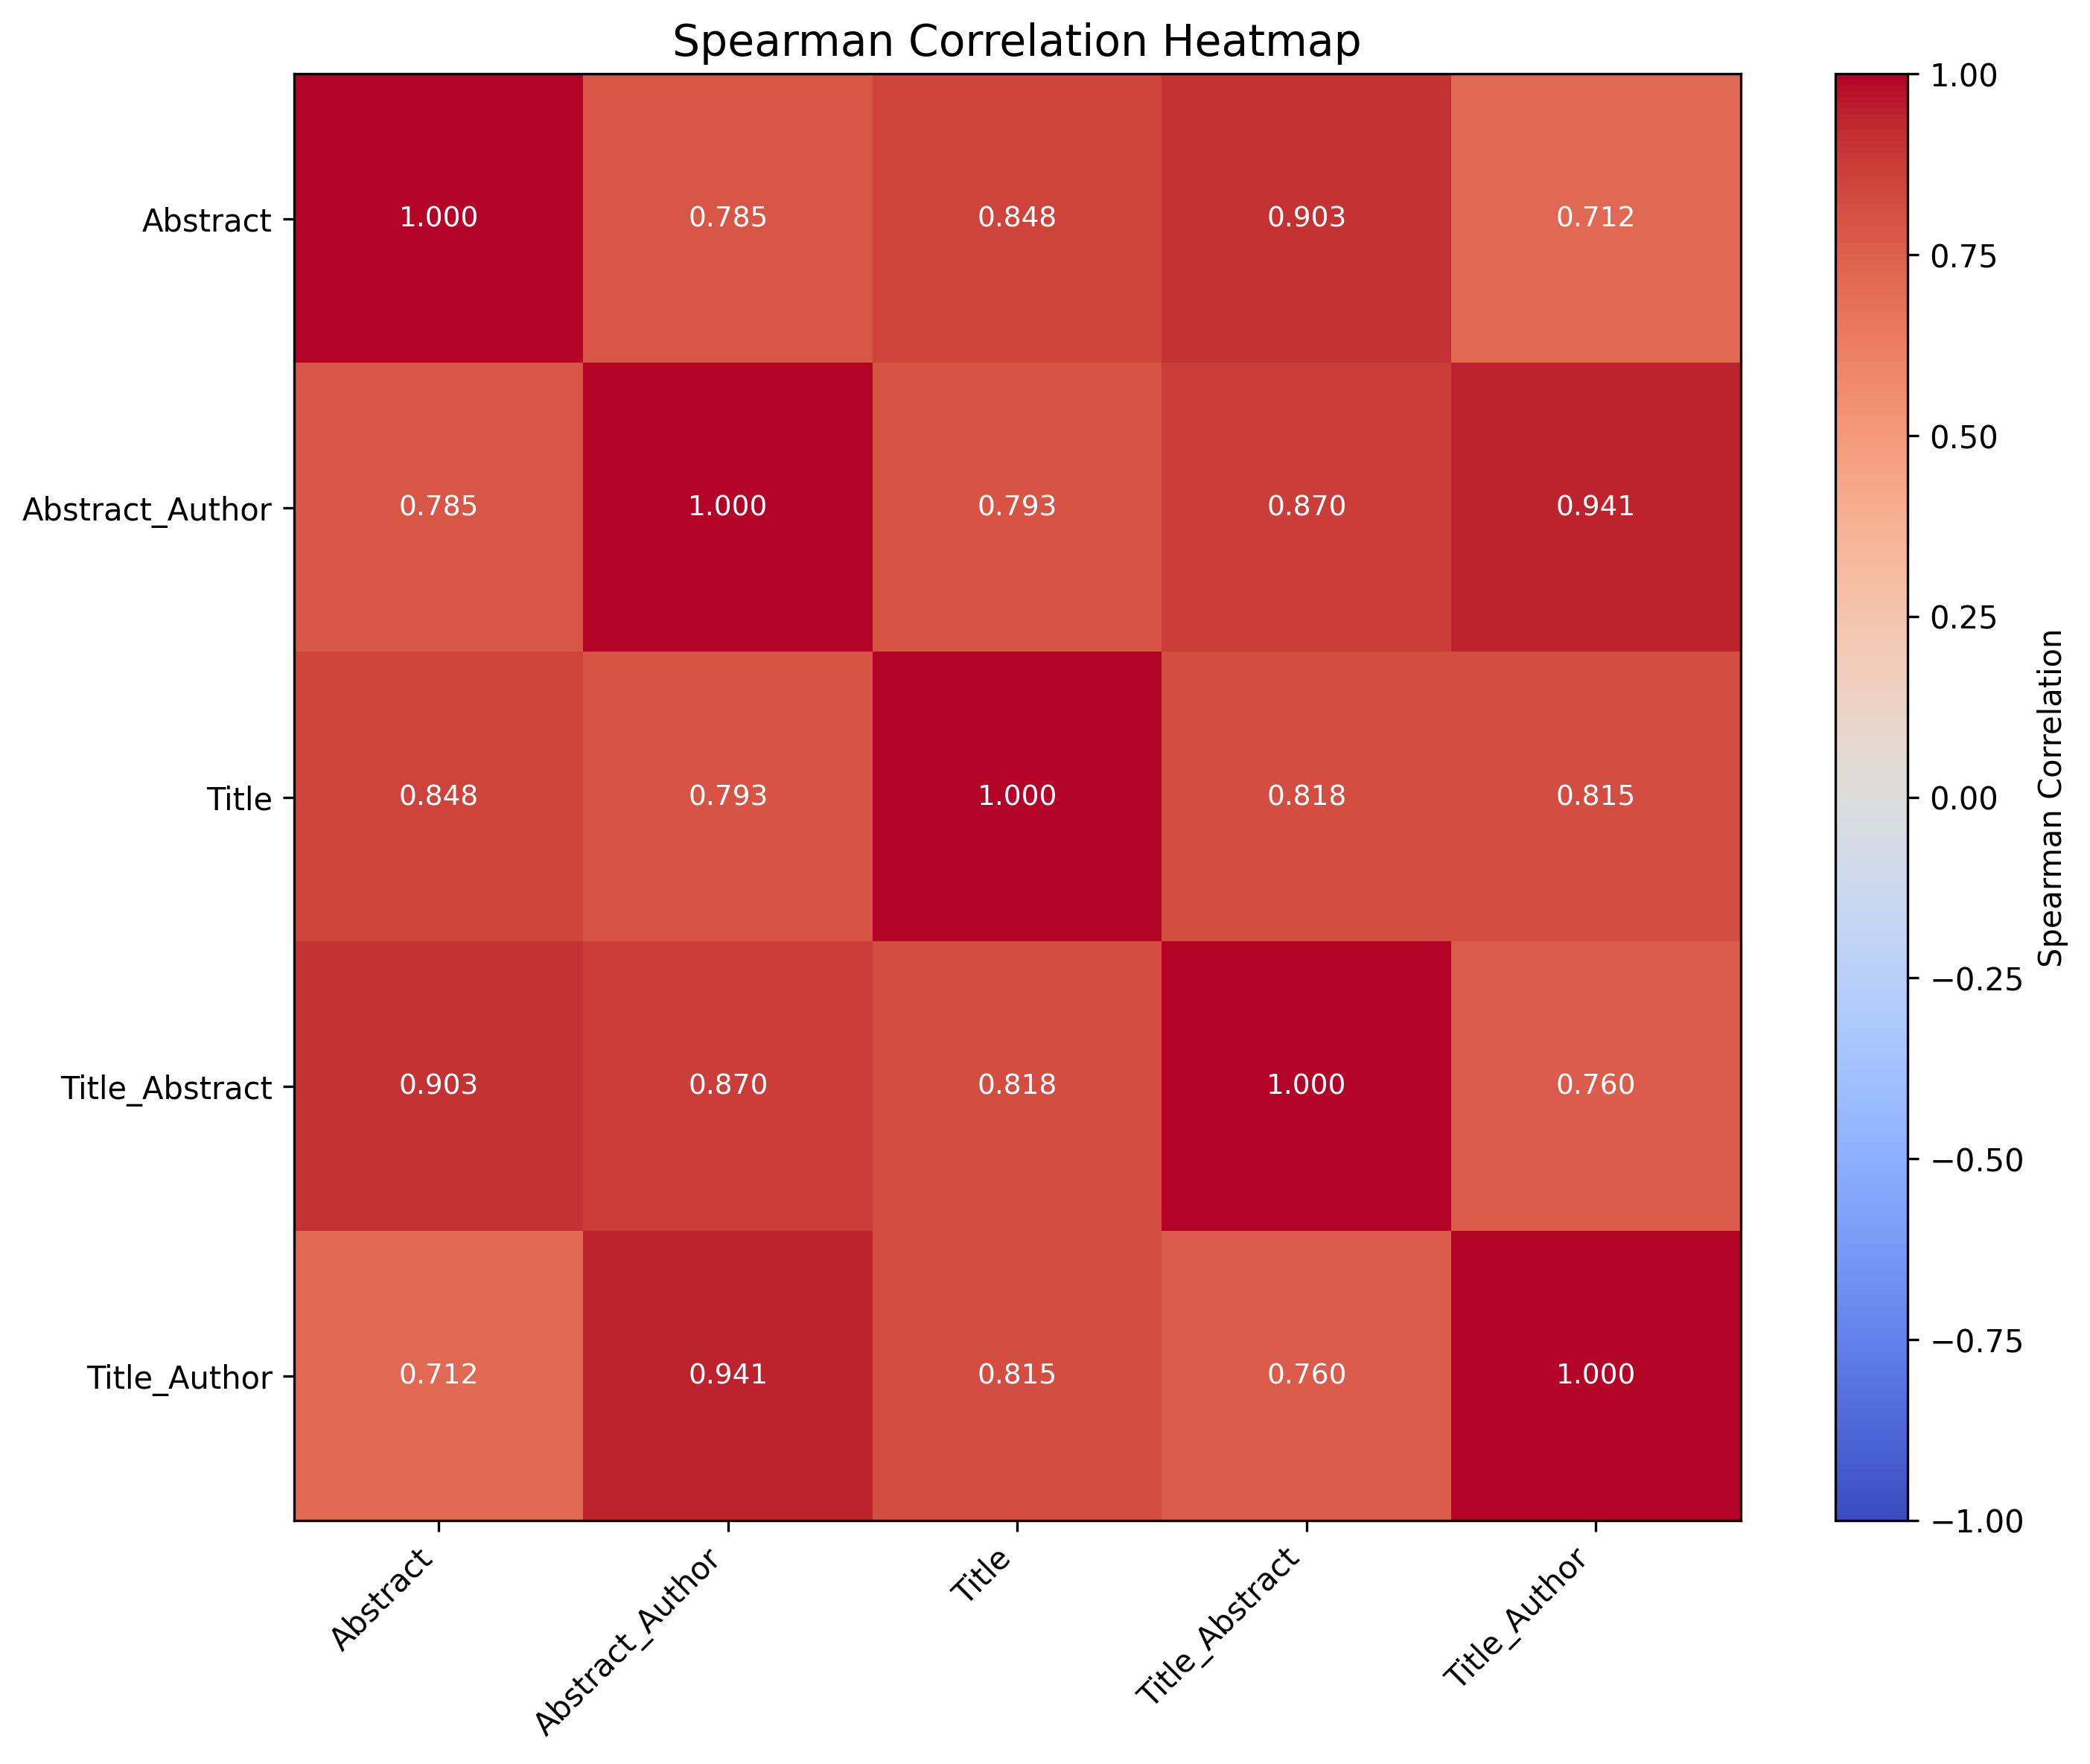 Spearman Correlation Heatmap
Abstract 1.000 0.785 0.848 0.903 0.712
Abstract_Author 0.785 1.000 0.793 0.870 0.941
Title 0.848 0.793 1.000 0.818 0.815
Title_Abstract 0.903 0.870 0.818 1.000 0.760
Title_Author 0.712 0.941 0.815 0.760 1.000
Abstract
Abstract_Author
Title
Title_Abstract
Title_Author
1.00
0.75
0.50
0.25
0.00
−0.25
−0.50
−0.75
−1.00
Spearman Correlation